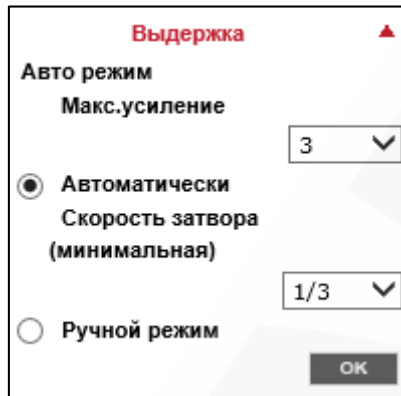 Выдержка
Авто режим
Макс.усиление
3
Автоматически
Скорость затвора
(минимальная)
1/3
Ручной режим
OK